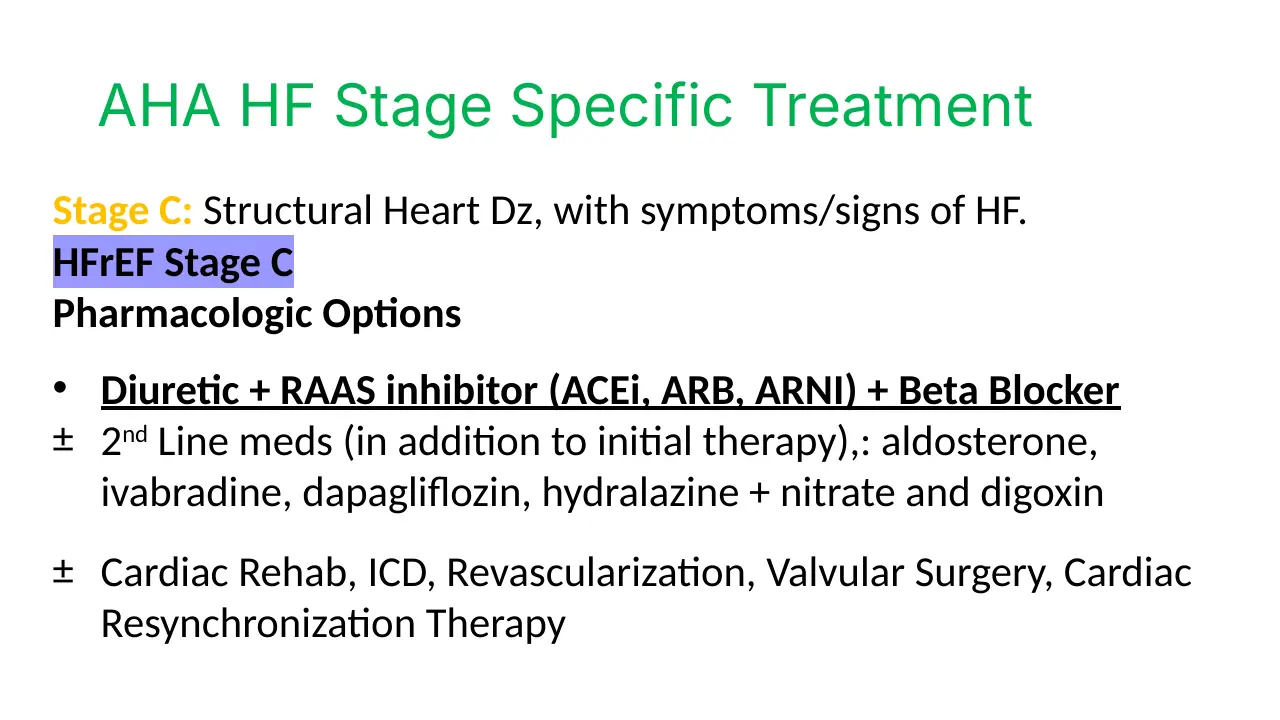 AHA HF Stage Specific Treatment
Stage C: Structural Heart Dz, with symptoms/signs of HF.
HFrEF Stage C
Pharmacologic Options
• Diuretic + RAAS inhibitor (ACEi, ARB, ARNI) + Beta Blocker
± 2nd Line meds (in addition to initial therapy),: aldosterone,
ivabradine, dapagliflozin, hydralazine + nitrate and digoxin
± Cardiac Rehab, ICD, Revascularization, Valvular Surgery, Cardiac
Resynchronization Therapy